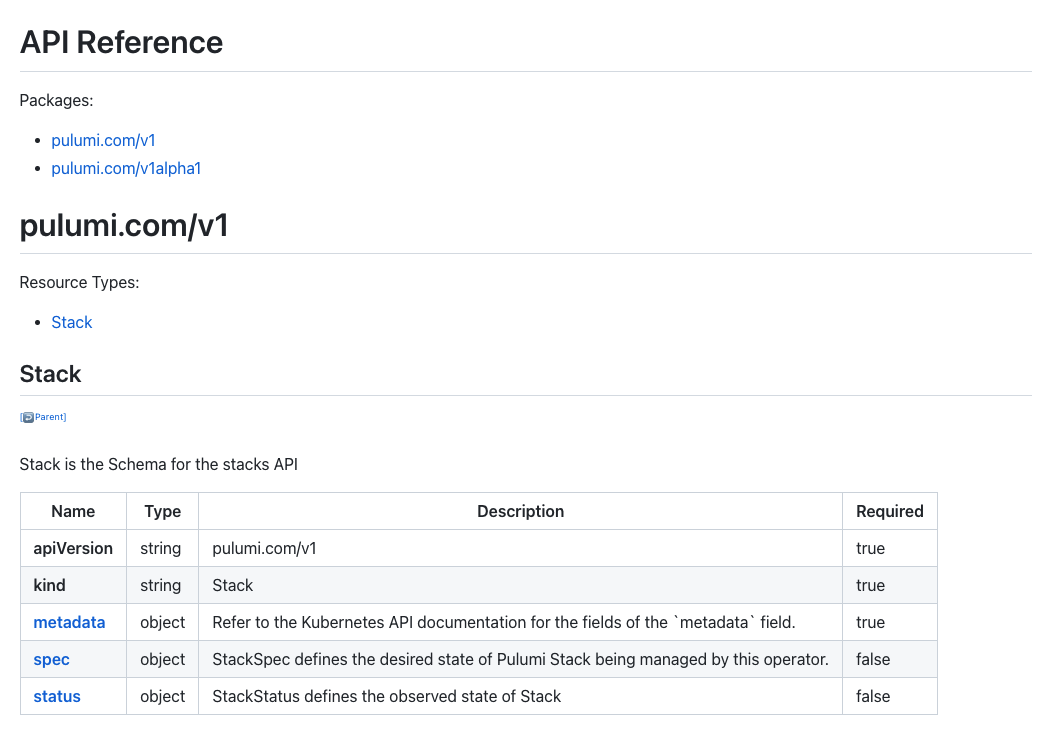 API Reference
Packages:
pulumi.com/v1
pulumi.com/v1alpha1
pulumi.com/v1
Resource Types:
Stack
Stack
[↩Parent]
Stack is the Schema for the stacks API
Name Type Description Required
apiVersion string pulumi.com/v1 true
kind string Stack true
metadata object Refer to the Kubernetes API documentation for the fields of the `metadata` field. true
spec object StackSpec defines the desired state of Pulumi Stack being managed by this operator. false
status object StackStatus defines the observed state of Stack false